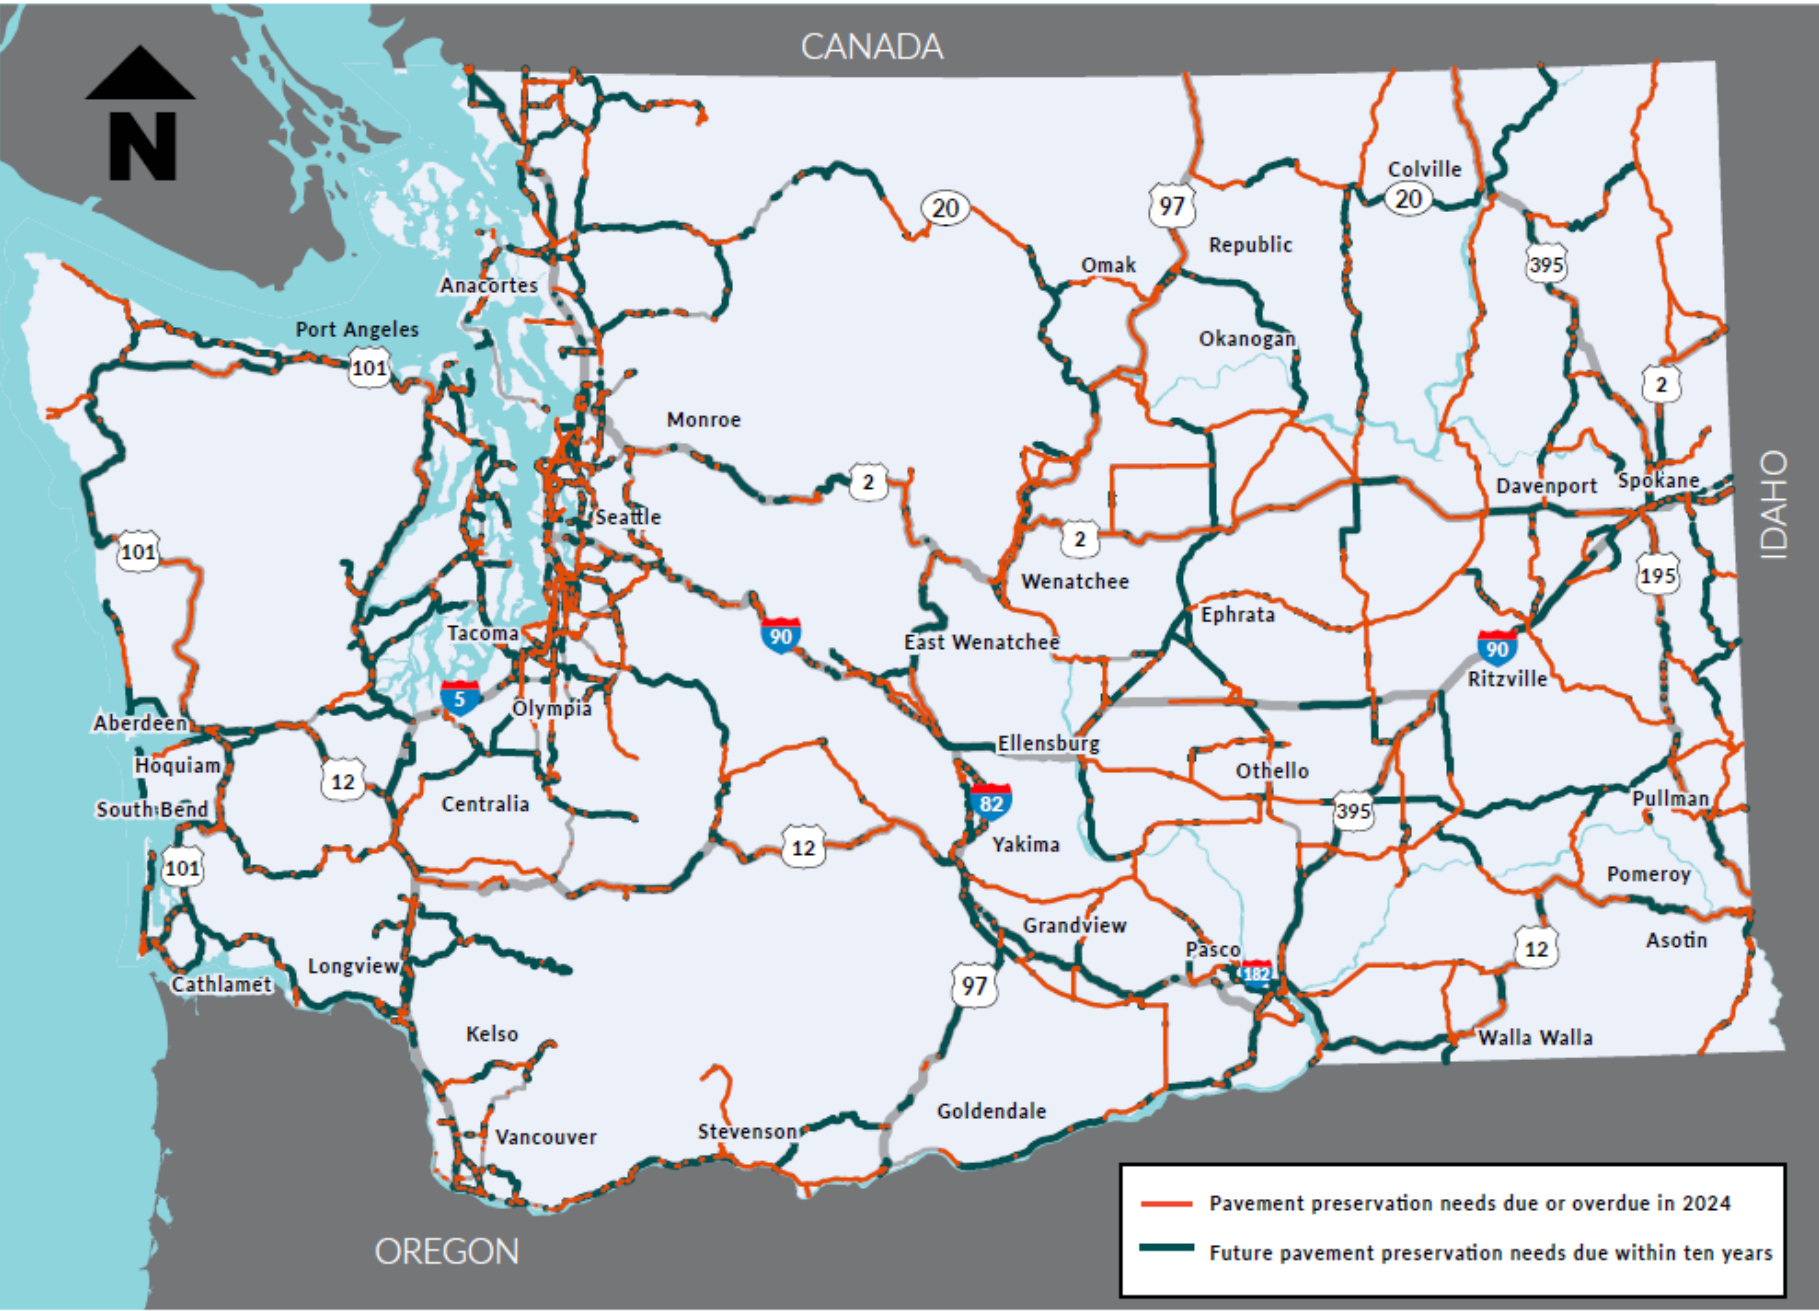 CANADA
N
Colville
20
20
97
Republic
395
Omak
Anacortes
Port Angeles
Okanogan
101
2
Monroe
2
Davenport
Spokane
IDAHO
Seattle
2
101
195
Wenatchee
Ephrata
Tacoma
90
East Wenatchee
90
Ritzville
5
Olympia
Aberdeen
Ellensburg
Hoquiam
12
Othello
Centralia
82
395
Pullman
South Bend
12
Yakima
101
Pomeroy
Grandview
Asotin
Pasco
12
Longview
182
Cathlamet
97
Kelso
Walla Walla
Goldendale
Vancouver
Stevenson
OREGON
Pavement preservation needs due or overdue in 2024
Future pavement preservation needs due within ten years